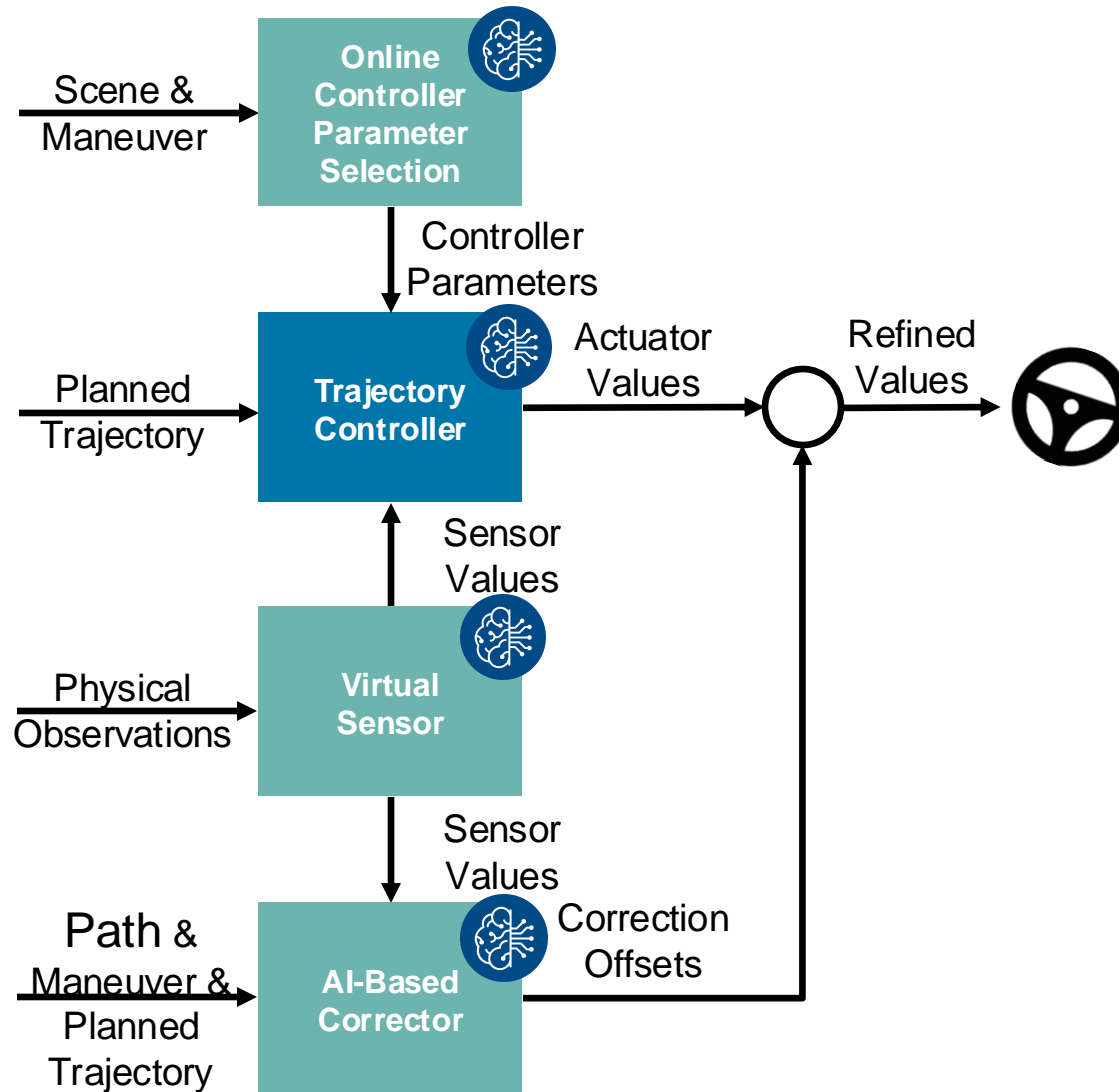 Scene &
Maneuver
Online
Controller
Parameter
Selection
Controller
Parameters
Planned
Trajectory
Trajectory
Controller
Actuator
Values
Refined
Values
Sensor
Values
Physical
Observations
Virtual
Sensor
Sensor
Values
Path &
Maneuver &
Planned
Trajectory
AI-Based
Corrector
Correction
Offsets